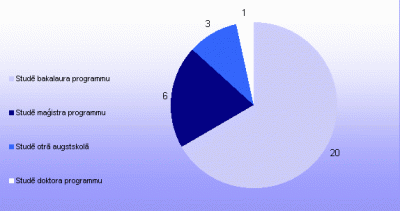 1
3
6
20
Studē bakalaura programmu
Studē maģistra programmu
Studē otrā augstskolā
Studē doktora programmu